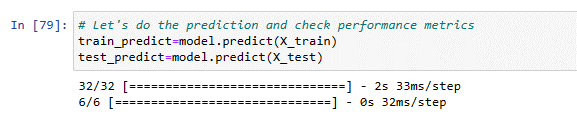 In [79]: # Let's do the prediction and check performance metrics
train_predict=model.predict(X_train)
test_predict=model.predict(X_test)
32/32 [==============================] - 2s 33ms/step
6/6 [==============================] - 0s 32ms/step